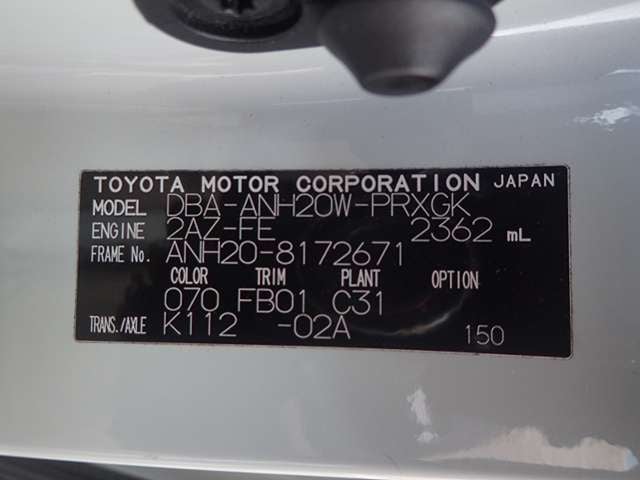 TOYOTA MOTOR CORPORATION JAPAN
MODEL DBA-ANH20W-PRXGK
ENGINE 2AZ-FE 2362 mL
FRAME No. ANH20-8172671
COLOR TRIM PLANT OPTION
070 FB01 C31
TRANS./AXLE K112 -02A 150